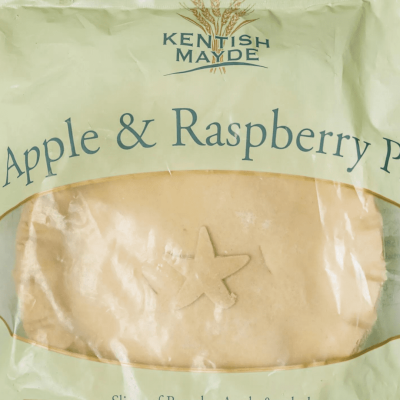 KENTISH
MAYDE
Apple & Raspberry P